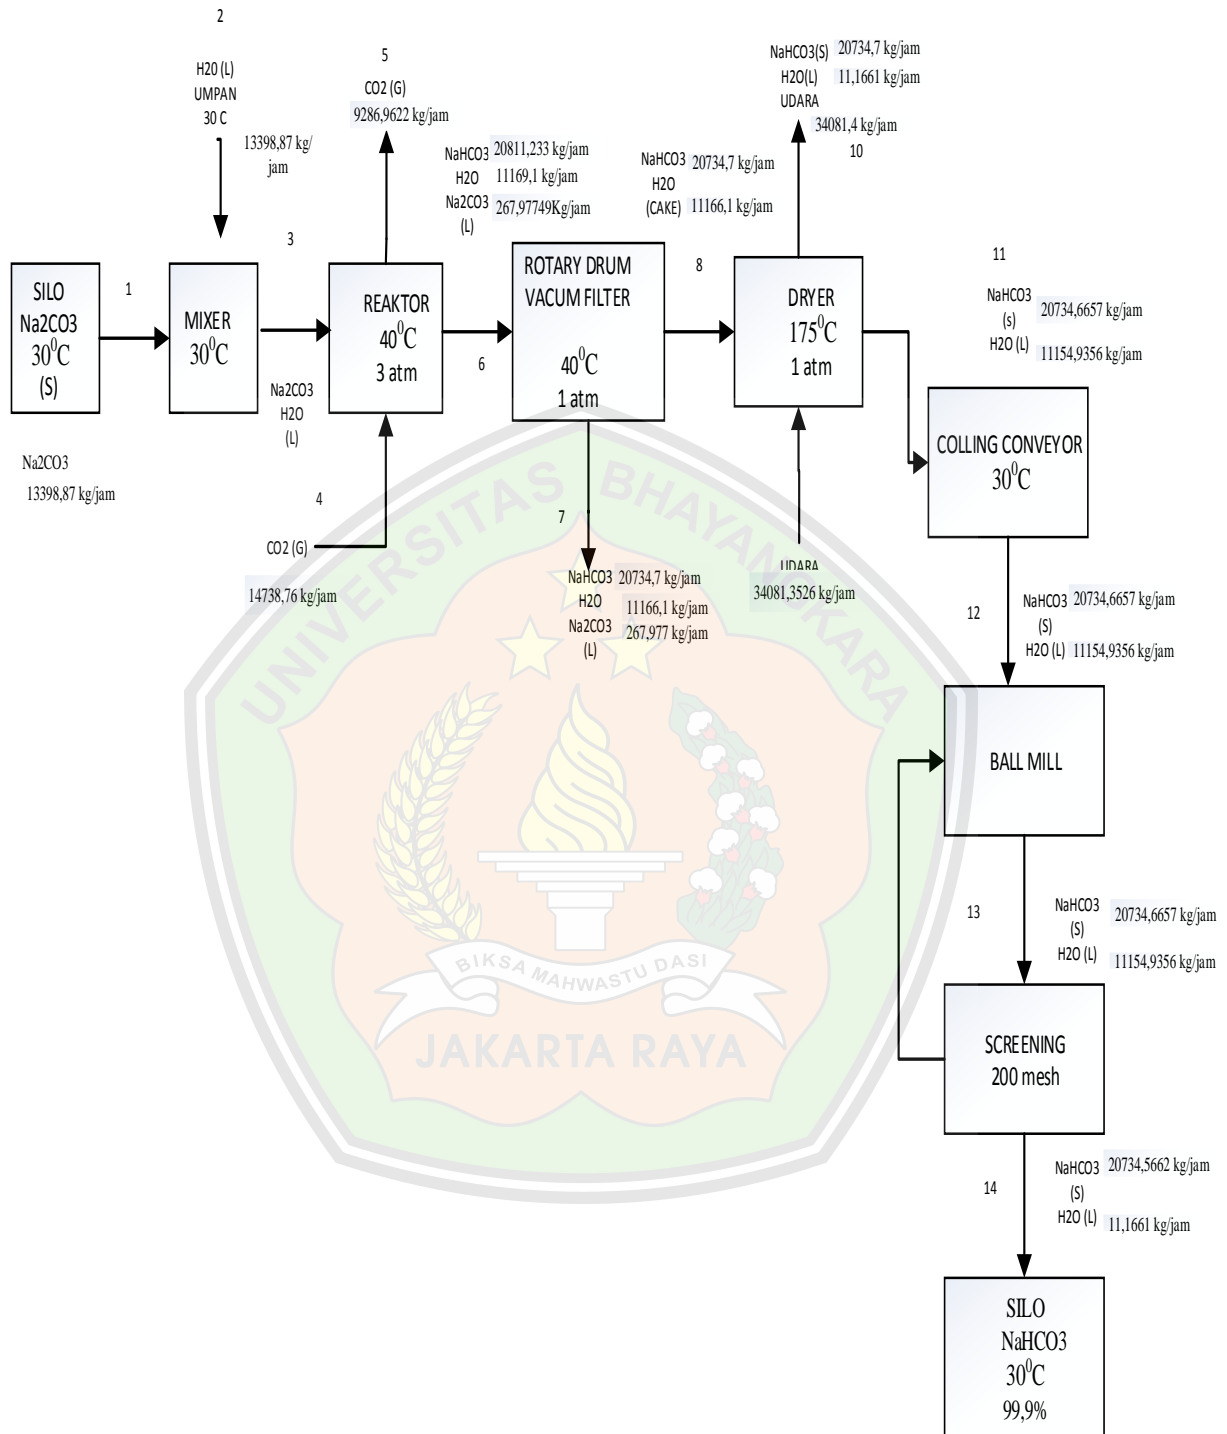 2
H20 (L)
UMPAN
30 C
13398,87 kg/
jam
5
CO2 (G)
9286,9622 kg/jam
NaHCO3 20811,233 kg/jam
H2O 11169,1 kg/jam
Na2CO3 267,97749Kg/jam
(L)
NaHCO3 20734,7 kg/jam
H2O
(CAKE) 11166,1 kg/jam
NaHCO3(S) 20734,7 kg/jam
H2O(L) 11,1661 kg/jam
UDARA
34081,4 kg/jam
10
SILO
Na2CO3
30⁰C
(S)
1
MIXER
30⁰C
3
REAKTOR
40⁰C
3 atm
6
ROTARY DRUM
VACUM FILTER
40⁰C
1 atm
8
DRYER
175⁰C
1 atm
11
NaHCO3
(s) 20734,6657 kg/jam
H2O (L)
11154,9356 kg/jam
COLLING CONVEYOR
30⁰C
Na2CO3
13398,87 kg/jam
Na2CO3
H2O
(L)
4
CO2 (G)
14738,76 kg/jam
7
NaHCO3 20734,7 kg/jam
H2O 11166,1 kg/jam
Na2CO3 267,977 kg/jam
(L)
UDARA
34081,3526 kg/jam
12
NaHCO3 20734,6657 kg/jam
(S)
H2O (L) 11154,9356 kg/jam
BALL MILL
13
NaHCO3 20734,6657 kg/jam
(S)
H2O (L) 11154,9356 kg/jam
SCREENING
200 mesh
14
NaHCO3 20734,5662 kg/jam
(S)
H2O (L) 11,1661 kg/jam
SILO
NaHCO3
30⁰C
99,9%
UNIVERSITAS BHAYANGKARA
BIKSA MAHWASTU DASI
JAKARTA RAYA